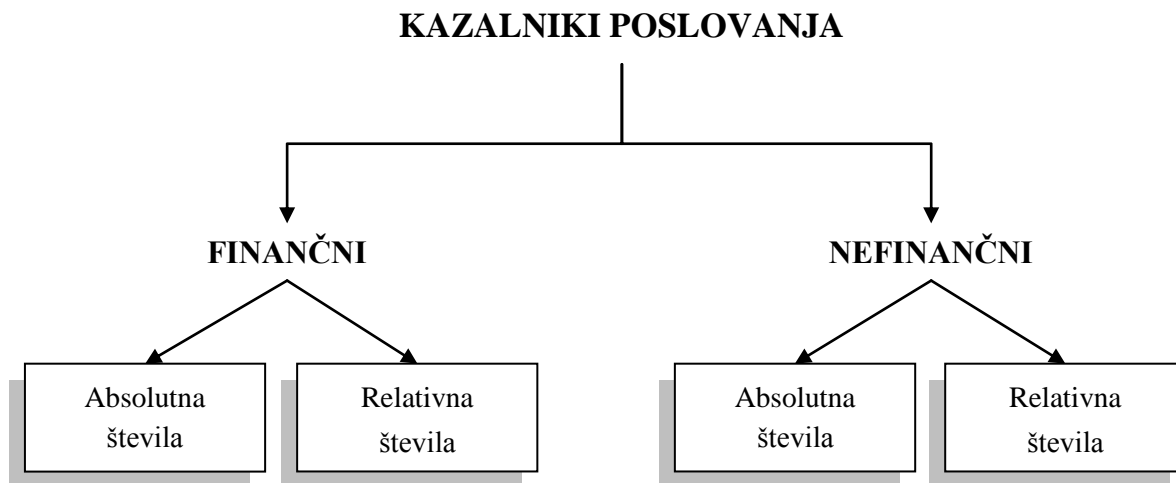 KAZALNIKI POSLOVANJA
FINANČNI
NEFINANČNI
Absolutna
števila
Relativna
števila
Absolutna
števila
Relativna
števila